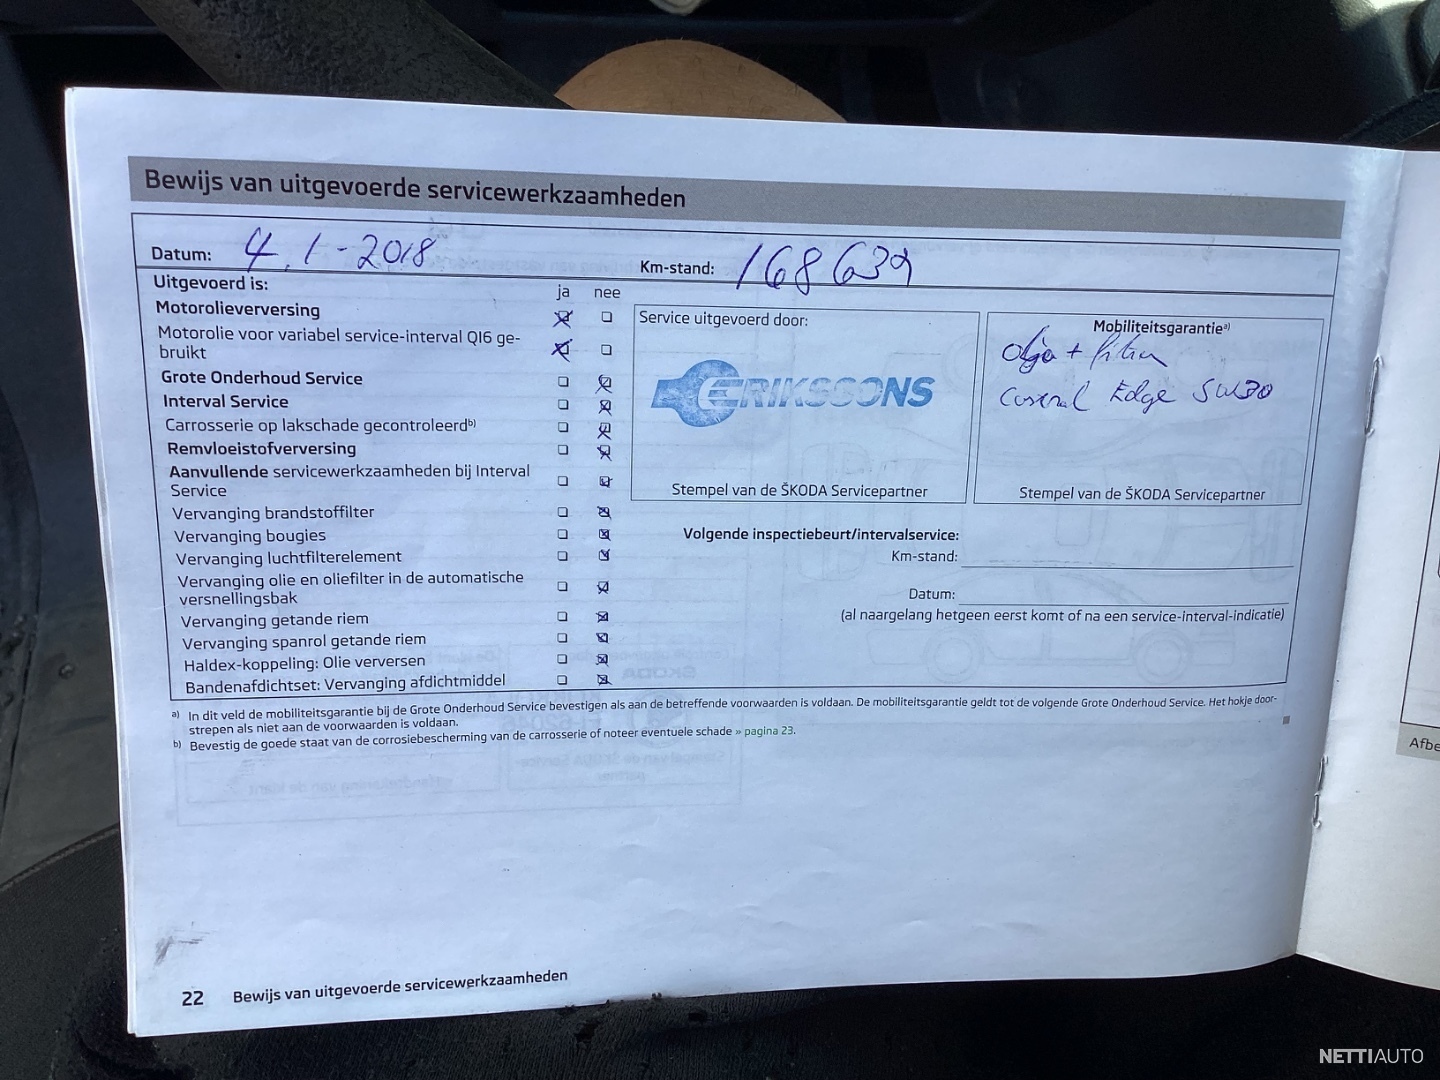 Bewijs van uitgevoerde servicewerkzaamheden
Datum: 4.1-2018
Km-stand: 168639
Uitgevoerd is:
ja nee
Motorolieverversing
Motorolie voor variabel service-interval QI6 ge-
bruikt
Grote Onderhoud Service
Interval Service
Carrosserie op lakschade gecontroleerd b)
Remvloeistofverversing
Aanvullende servicewerkzaamheden bij Interval
Service
Vervanging brandstoffilter
Vervanging bougies
Vervanging luchtfilterelement
Vervanging olie en oliefilter in de automatische
versnellingsbak
Vervanging getande riem
Vervanging spanrol getande riem
Haldex-koppeling: Olie verversen
Bandenafdichtset: Vervanging afdichtmiddel
Service uitgevoerd door:
ERIKSSONS
Stempel van de ŠKODA Servicepartner
Mobiliteitsgarantie a)
Olja +
Edge 5W30
Stempel van de ŠKODA Servicepartner
Volgende inspectiebeurt/intervalservice:
Km-stand:
Datum:
(al naargelang hetgeen eerst komt of na een service-interval-indicatie)
a) In dit veld de mobiliteitsgarantie bij de Grote Onderhoud Service bevestigen als aan de betreffende voorwaarden is voldaan. De mobiliteitsgarantie geldt tot de volgende Grote Onderhoud Service. Het hokje door-
strepen als niet aan de voorwaarden is voldaan.
b) Bevestig de goede staat van de corrosiebescherming van de carrosserie of noteer eventuele schade » pagina 23.
22 Bewijs van uitgevoerde servicewerkzaamheden
Afbe
NETTIAUTO